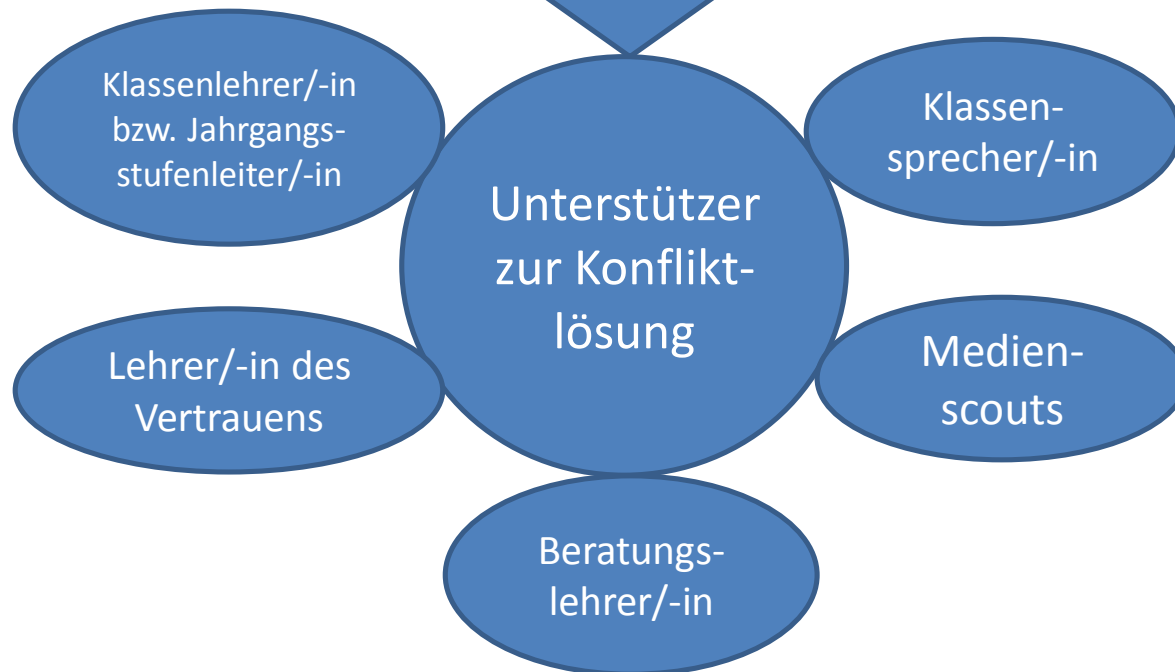 Klassenlehrer/-in
bzw. Jahrgangs-
stufenleiter/-in
Klassen-
sprecher/-in
Unterstützer
zur Konflikt-
lösung
Lehrer/-in des
Vertrauens
Medien-
scouts
Beratungs-
lehrer/-in